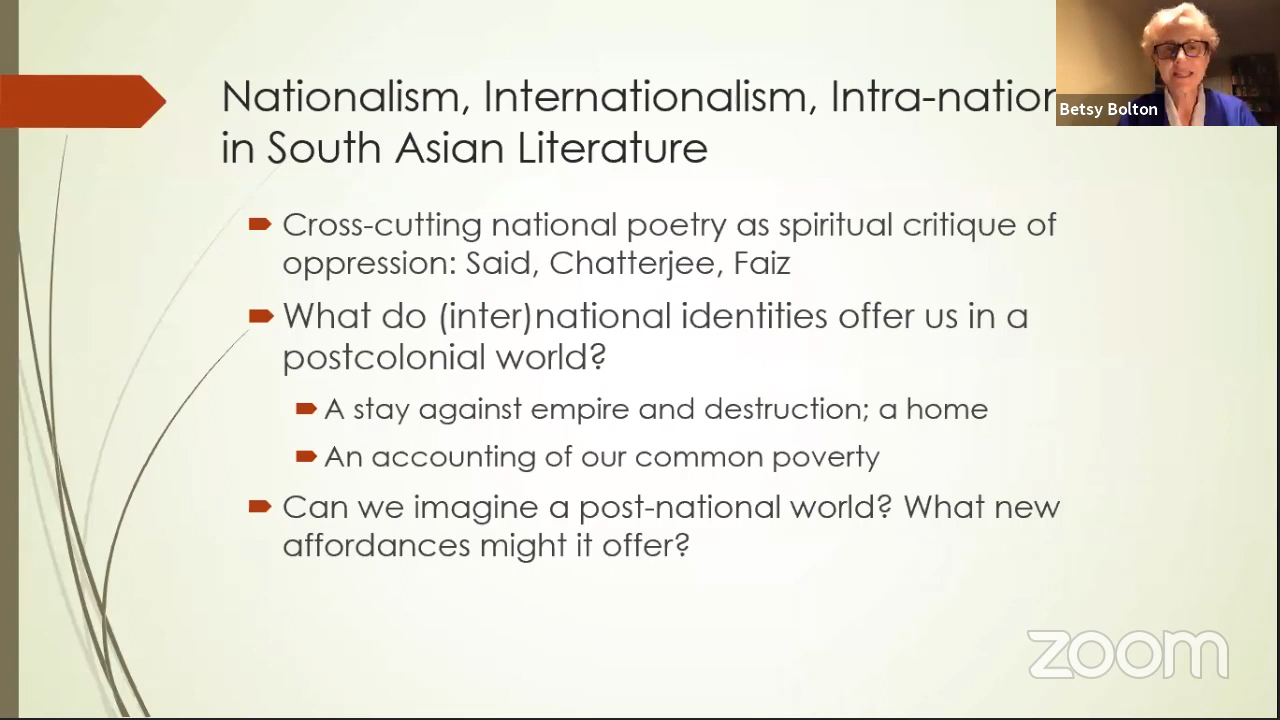 Nationalism, Internationalism, Intra-nation
in South Asian Literature
Betsy Bolton
Cross-cutting national poetry as spiritual critique of
oppression: Said, Chatterjee, Faiz
What do (inter)national identities offer us in a
postcolonial world?
A stay against empire and destruction; a home
An accounting of our common poverty
Can we imagine a post-national world? What new
affordances might it offer?
zoom